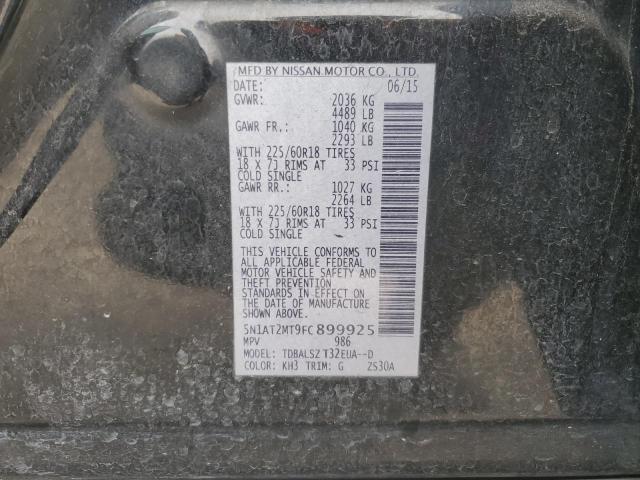 MFD BY NISSAN MOTOR CO., LTD.
DATE: 06/15
GVWR: 2036 KG
4489 LB
GAWR FR.: 1040 KG
2293 LB
WITH 225/60R18 TIRES
18 X 7J RIMS AT 33 PSI
COLD SINGLE
GAWR RR.: 1027 KG
2264 LB
WITH 225/60R18 TIRES
18 X 7J RIMS AT 33 PSI
COLD SINGLE
THIS VEHICLE CONFORMS TO
ALL APPLICABLE FEDERAL
MOTOR VEHICLE SAFETY AND
THEFT PREVENTION
STANDARDS IN EFFECT ON
THE DATE OF MANUFACTURE
SHOWN ABOVE.
5N1AT2MT9FC899925
MPV 986
MODEL: TDBALSZ T32EUA--D
COLOR: KH3 TRIM: G ZS30A